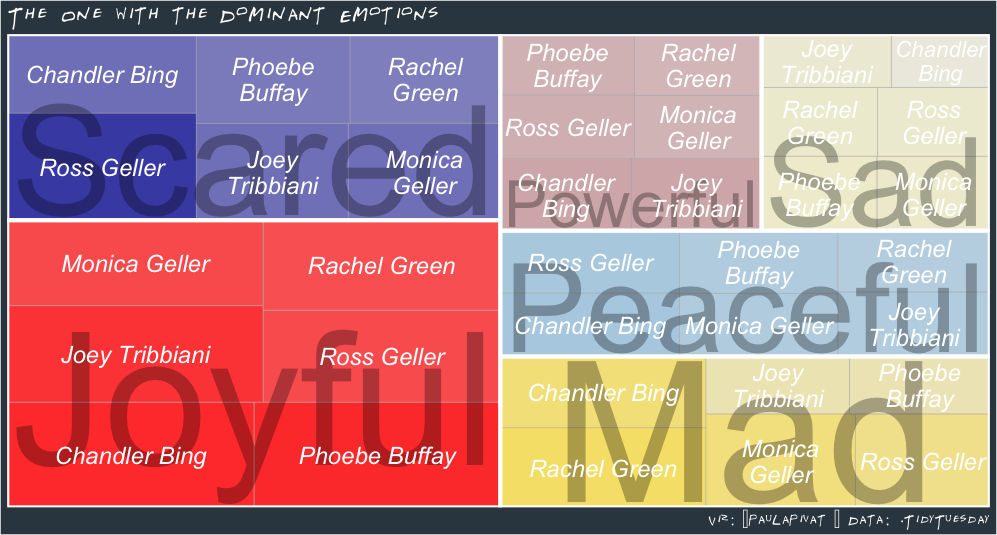 THE ONE WITH THE DOMINANT EMOTIONS
Scared
Chandler Bing
Phoebe
Buffay
Rachel
Green
Ross Geller
Joey
Tribbiani
Monica
Geller
Joyful
Monica Geller
Rachel Green
Joey Tribbiani
Ross Geller
Chandler Bing
Phoebe Buffay
Powerful
Phoebe
Buffay
Rachel
Green
Ross Geller
Monica
Geller
Chandler
Bing
Joey
Tribbiani
Sad
Joey
Tribbiani
Chandler
Bing
Rachel
Green
Ross
Geller
Phoebe
Buffay
Monica
Geller
Peaceful
Ross Geller
Phoebe
Buffay
Rachel
Green
Chandler Bing
Monica Geller
Joey
Tribbiani
Mad
Chandler Bing
Joey
Tribbiani
Phoebe
Buffay
Rachel Green
Monica
Geller
Ross Geller
VIZ: PAULAPNAT DATA: TIDYTUESDAY